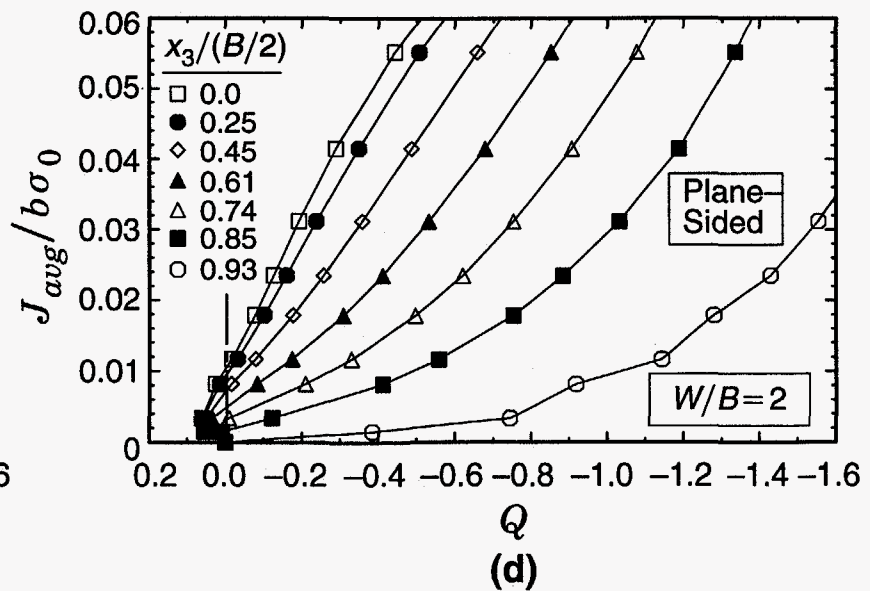 0.06
0.05
0.04
0.03
0.02
0.01
0
J_avg/bσ_0
x_3/(B/2)
□ 0.0
● 0.25
◇ 0.45
▲ 0.61
△ 0.74
■ 0.85
○ 0.93
Plane–
Sided
W/B=2
6
0.2 0.0 −0.2 −0.4 −0.6 −0.8 −1.0 −1.2 −1.4 −1.6
Q
(d)